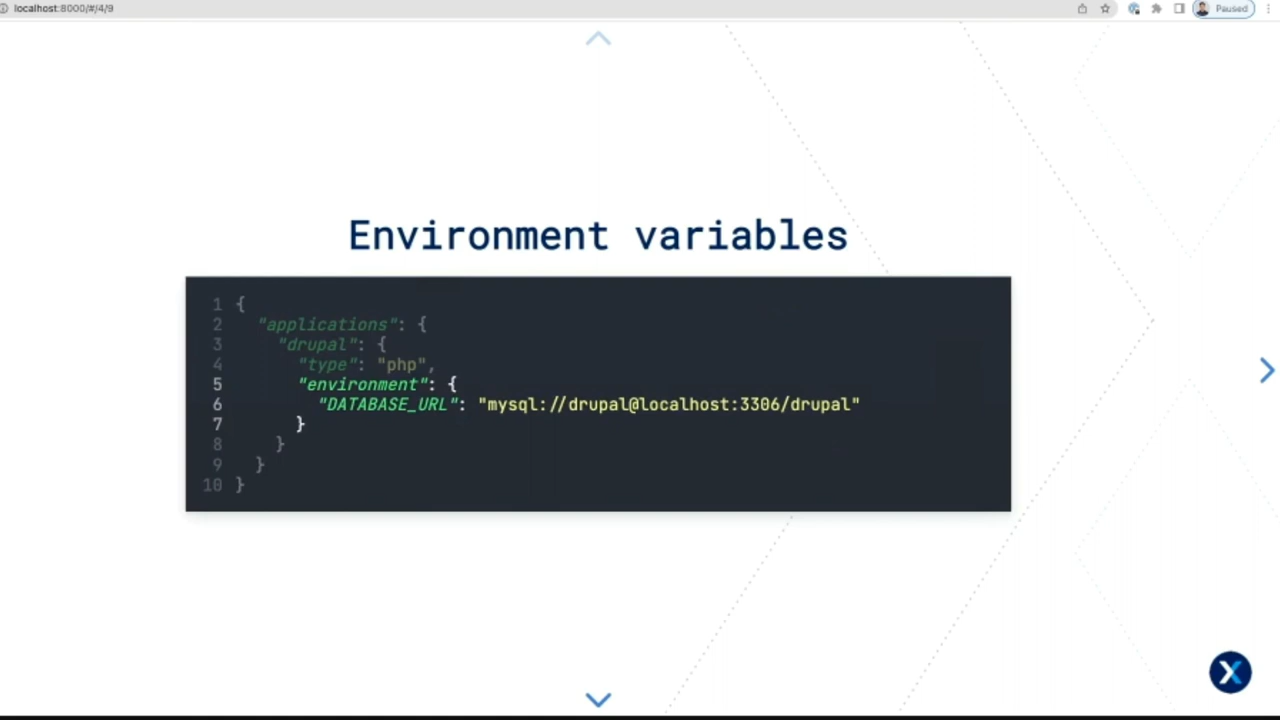 localhost:8000/#/4/9
Paused
Environment variables
1 {
2   "applications": {
3     "drupal": {
4       "type": "php",
5       "environment": {
6         "DATABASE_URL": "mysql://drupal@localhost:3306/drupal"
7       }
8     }
9   }
10 }
X